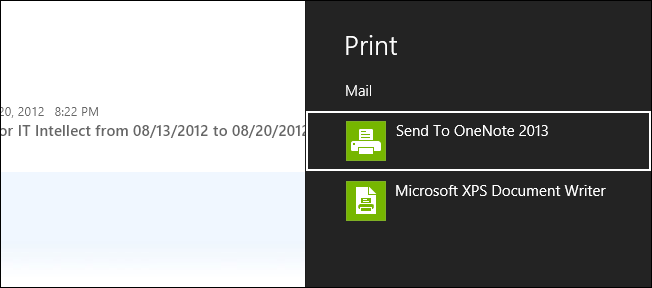 20, 2012 8:22 PM
or IT Intellect from 08/13/2012 to 08/20/2012
Print
Mail
Send To OneNote 2013
Microsoft XPS Document Writer